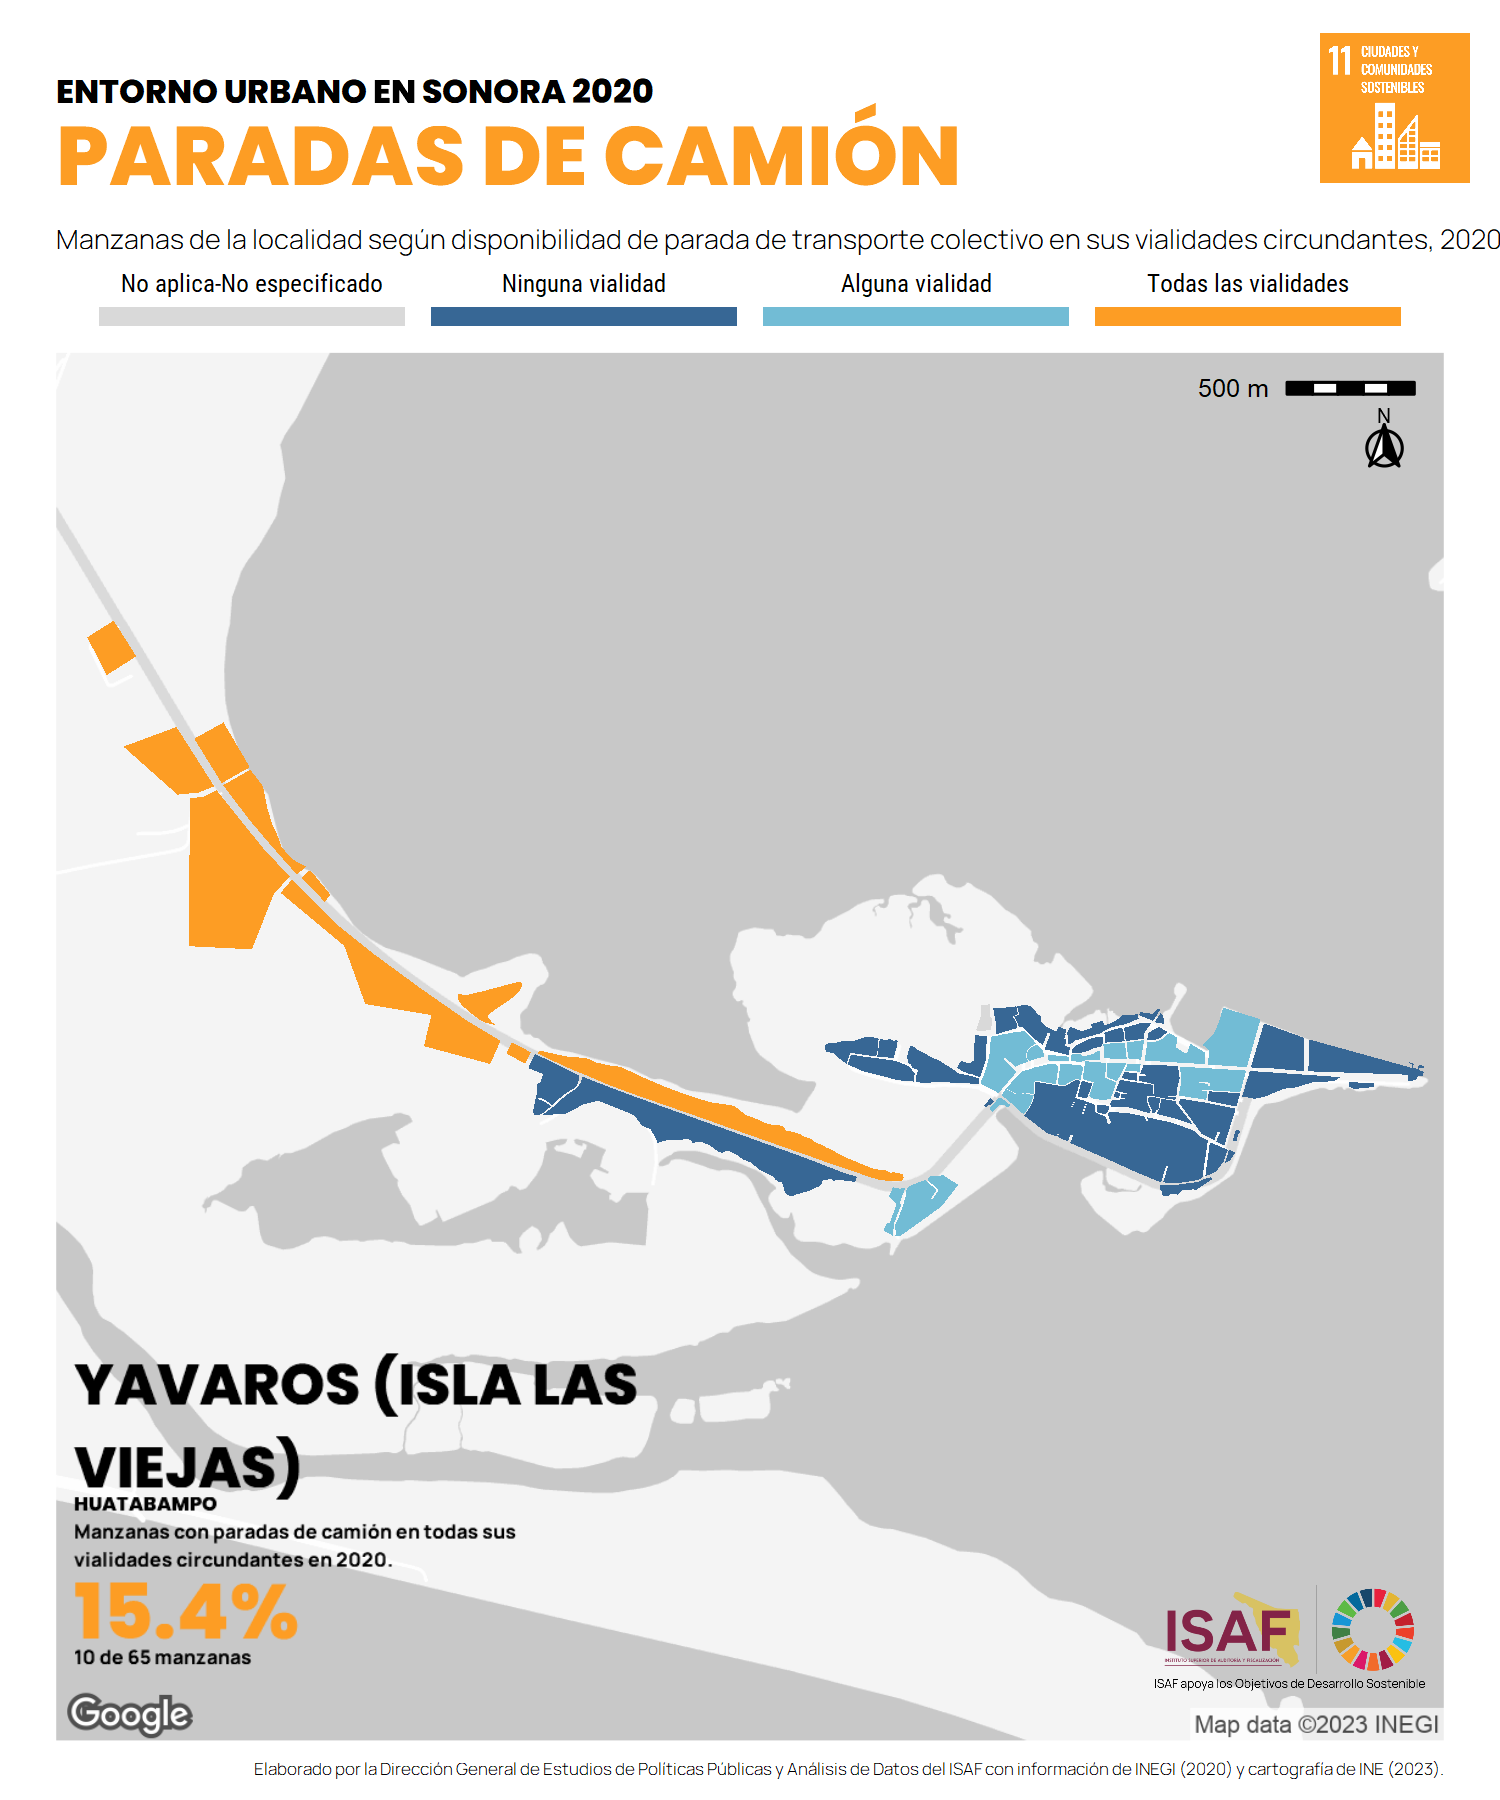 11 CIUDADES Y
COMUNIDADES
SOSTENIBLES
ENTORNO URBANO EN SONORA 2020
PARADAS DE CAMIÓN
Manzanas de la localidad según disponibilidad de parada de transporte colectivo en sus vialidades circundantes, 2020
No aplica-No especificado
Ninguna vialidad
Alguna vialidad
Todas las vialidades
500 m
N
YAVAROS (ISLA LAS
VIEJAS)
HUATABAMPO
Manzanas con paradas de camión en todas sus
vialidades circundantes en 2020.
15.4%
10 de 65 manzanas
Google
ISAF
INSTITUTO SUPERIOR DE AUDITORÍA Y FISCALIZACIÓN
ISAF apoya los Objetivos de Desarrollo Sostenible
Map data ©2023 INEGI
Elaborado por la Dirección General de Estudios de Políticas Públicas y Análisis de Datos del ISAF con información de INEGI (2020) y cartografía de INE (2023).